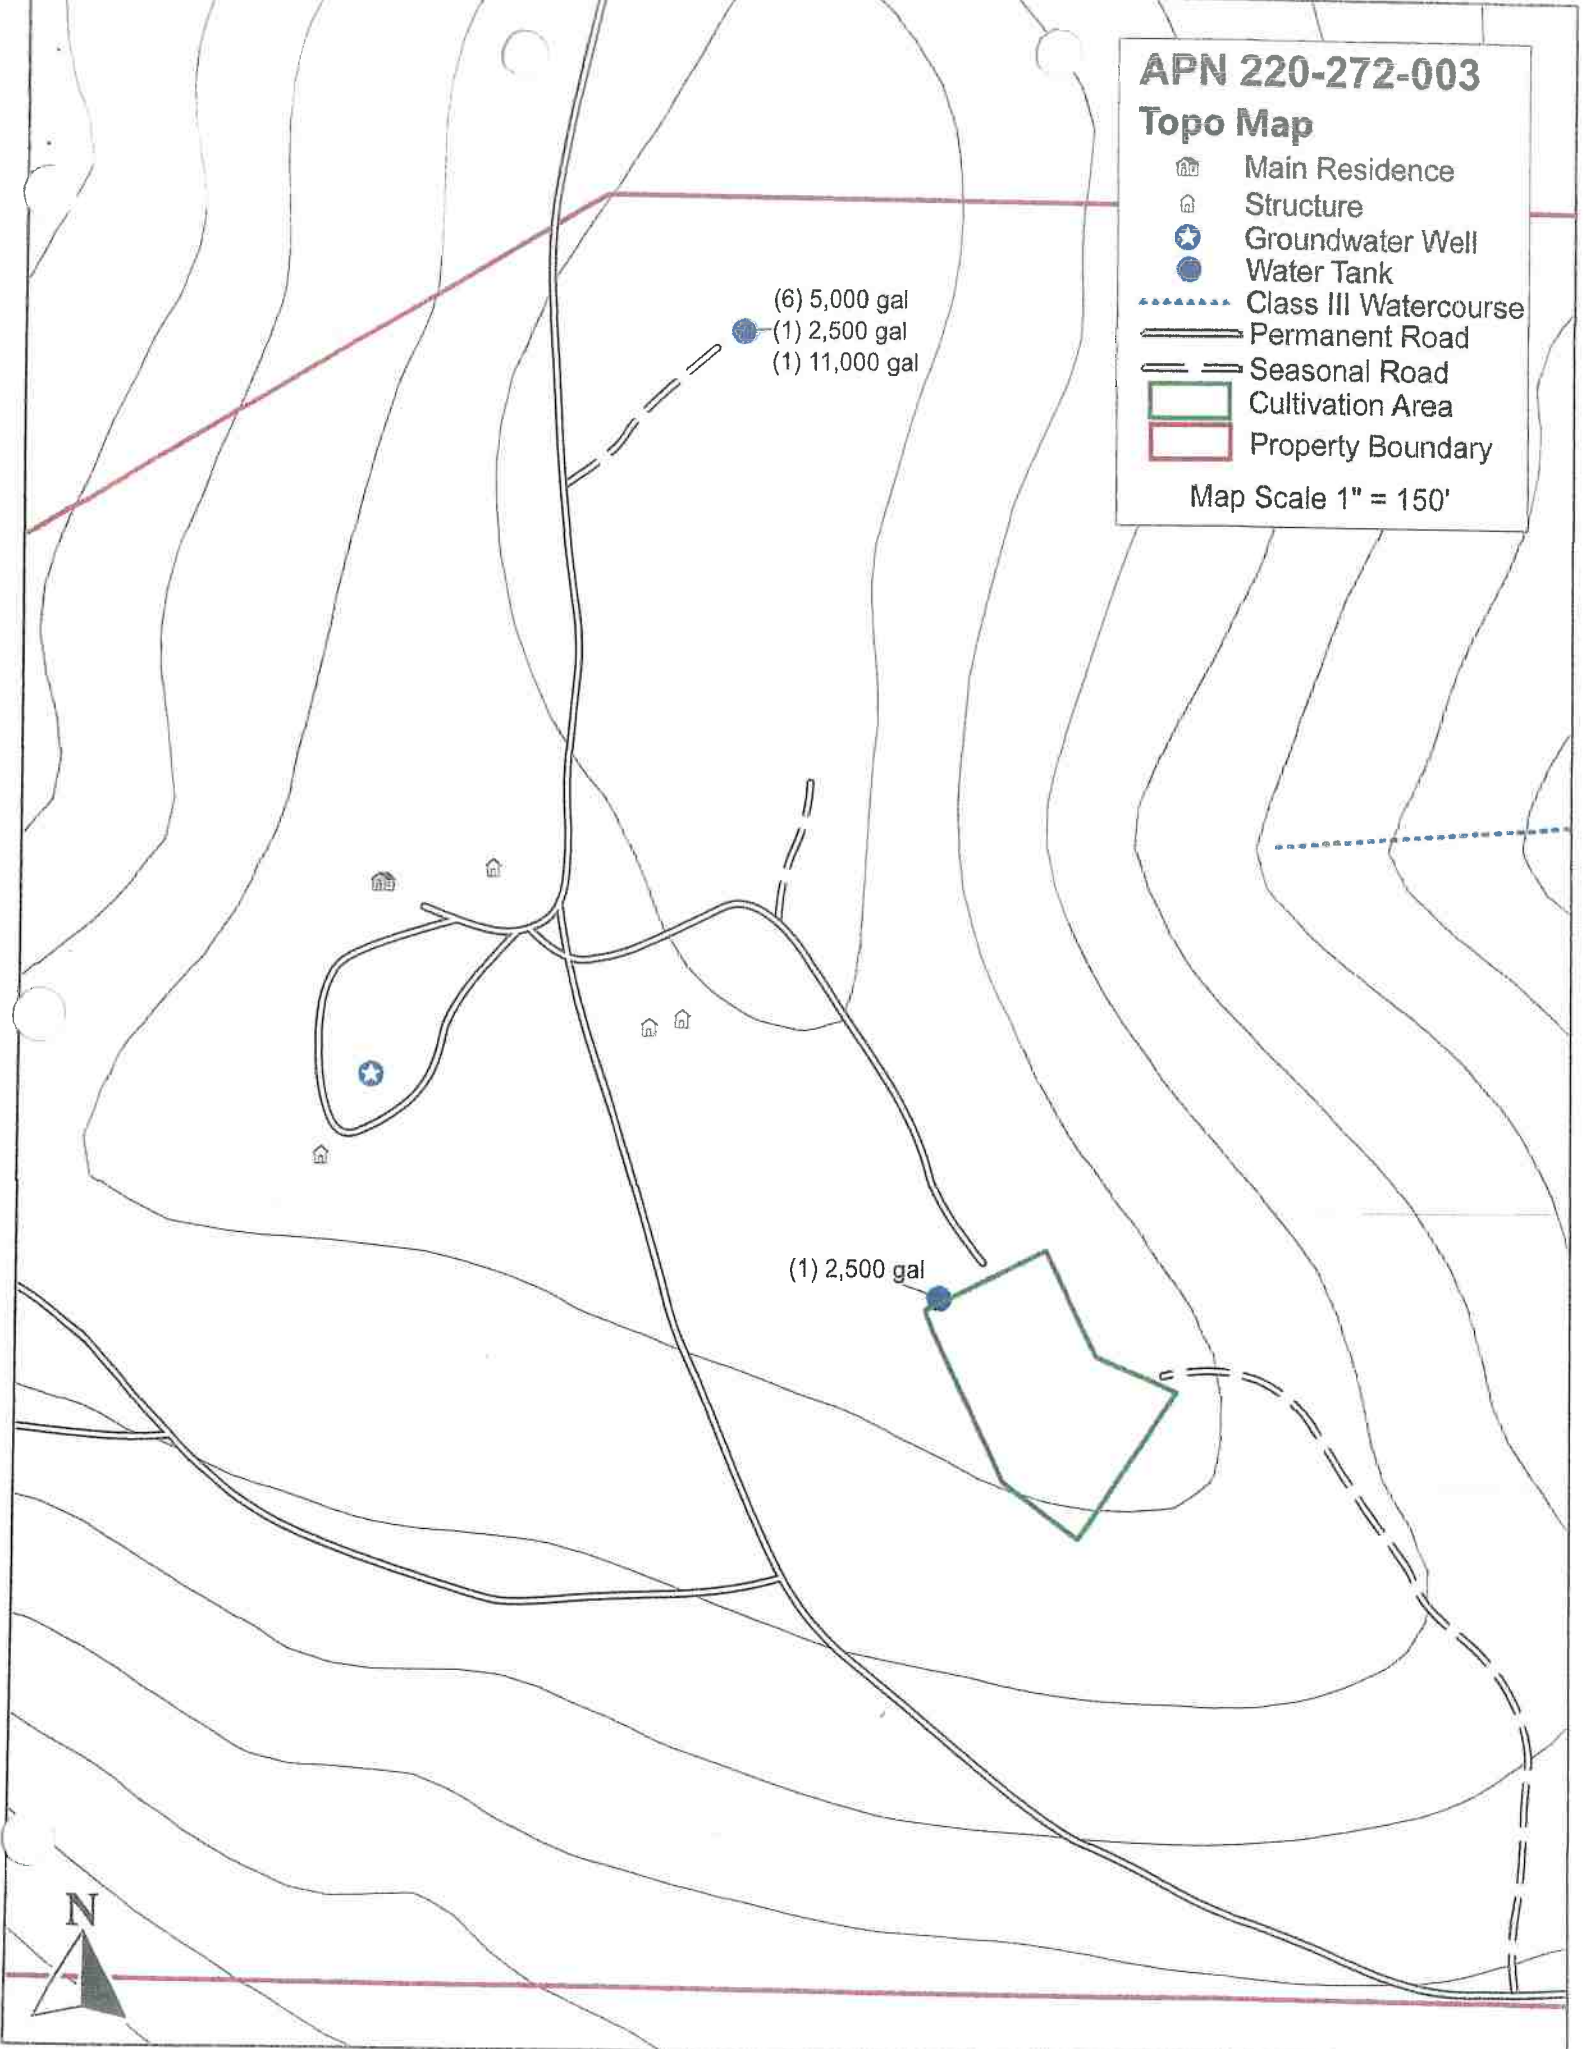 APN 220-272-003
Topo Map
Main Residence
Structure
Groundwater Well
Water Tank
Class III Watercourse
Permanent Road
Seasonal Road
Cultivation Area
Property Boundary
Map Scale 1" = 150'
(6) 5,000 gal
(1) 2,500 gal
(1) 11,000 gal
(1) 2,500 gal
N